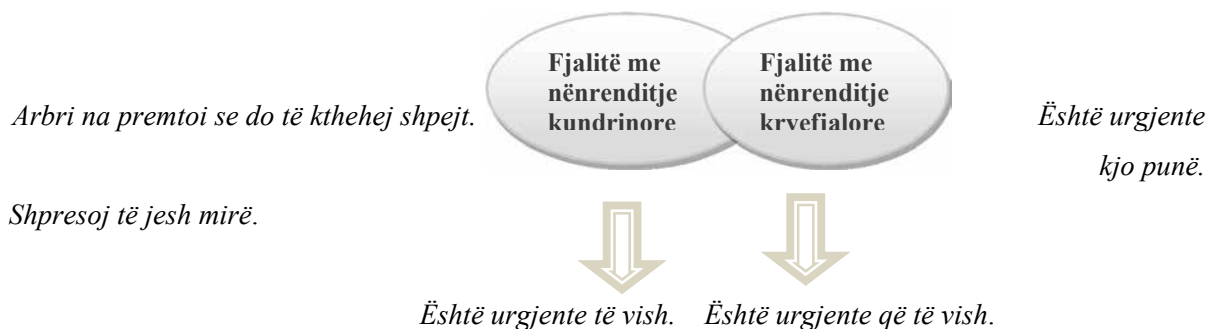 Fjalitë me
nënrenditje
kundrinore
Fjalitë me
nënrenditje
kryefjalore
Arbri na premtoi se do të kthehej shpejt.
Është urgjente
kjo punë.
Shpresoj të jesh mirë.
Është urgjente të vish. Është urgjente që të vish.